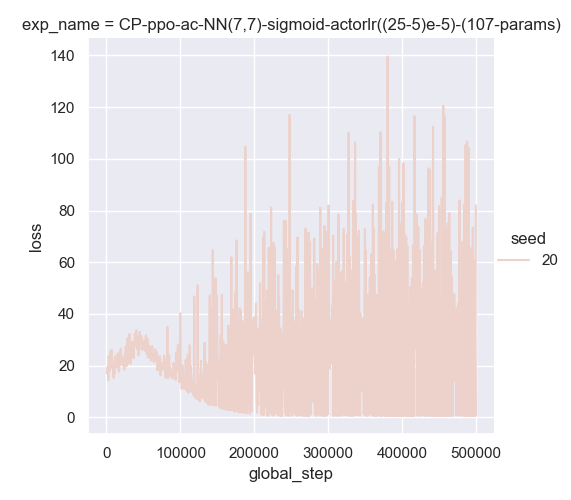 exp_name = CP-ppo-ac-NN(7,7)-sigmoid-actorlr((25-5)e-5)-(107-params)
140
120
100
80
60
40
20
0
loss
0 100000 200000 300000 400000 500000
global_step
seed
20